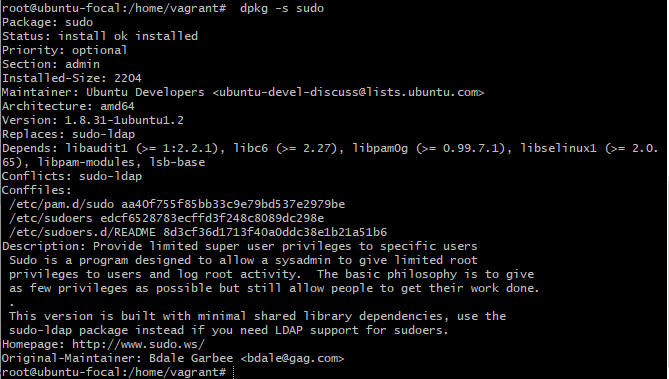 root@ubuntu-focal:/home/vagrant#  dpkg -s sudo
Package: sudo
Status: install ok installed
Priority: optional
Section: admin
Installed-Size: 2204
Maintainer: Ubuntu Developers <ubuntu-devel-discuss@lists.ubuntu.com>
Architecture: amd64
Version: 1.8.31-1ubuntu1.2
Replaces: sudo-ldap
Depends: libaudit1 (>= 1:2.2.1), libc6 (>= 2.27), libpam0g (>= 0.99.7.1), libselinux1 (>= 2.0.
65), libpam-modules, lsb-base
Conflicts: sudo-ldap
Conffiles:
 /etc/pam.d/sudo aa40f755f85bb33c9e79bd537e2979be
 /etc/sudoers edcf6528783ecffd3f248c8089dc298e
 /etc/sudoers.d/README 8d3cf36d1713f40a0ddc38e1b21a51b6
Description: Provide limited super user privileges to specific users
 Sudo is a program designed to allow a sysadmin to give limited root
 privileges to users and log root activity.  The basic philosophy is to give
 as few privileges as possible but still allow people to get their work done.
 .
 This version is built with minimal shared library dependencies, use the
 sudo-ldap package instead if you need LDAP support for sudoers.
Homepage: http://www.sudo.ws/
Original-Maintainer: Bdale Garbee <bdale@gag.com>
root@ubuntu-focal:/home/vagrant#